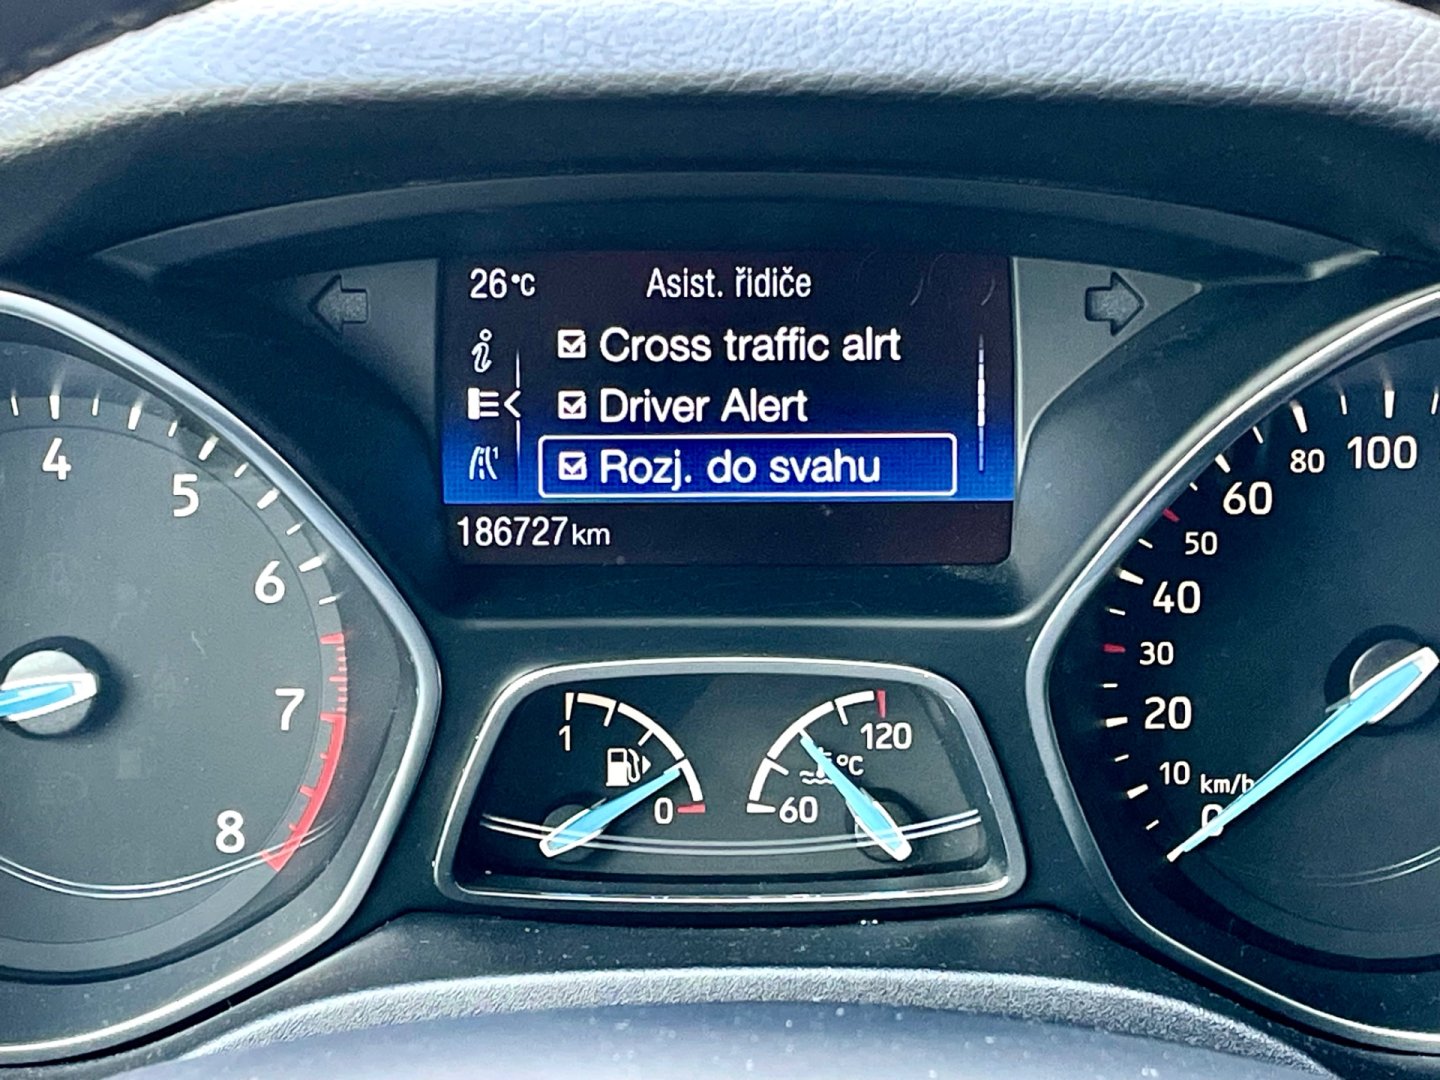 26°C Asist. řidiče
Cross traffic alrt
Driver Alert
Rozj. do svahu
186727km
4
5
6
7
8
1
0
60
120
°C
100
80
60
50
40
30
20
10
km/h
0